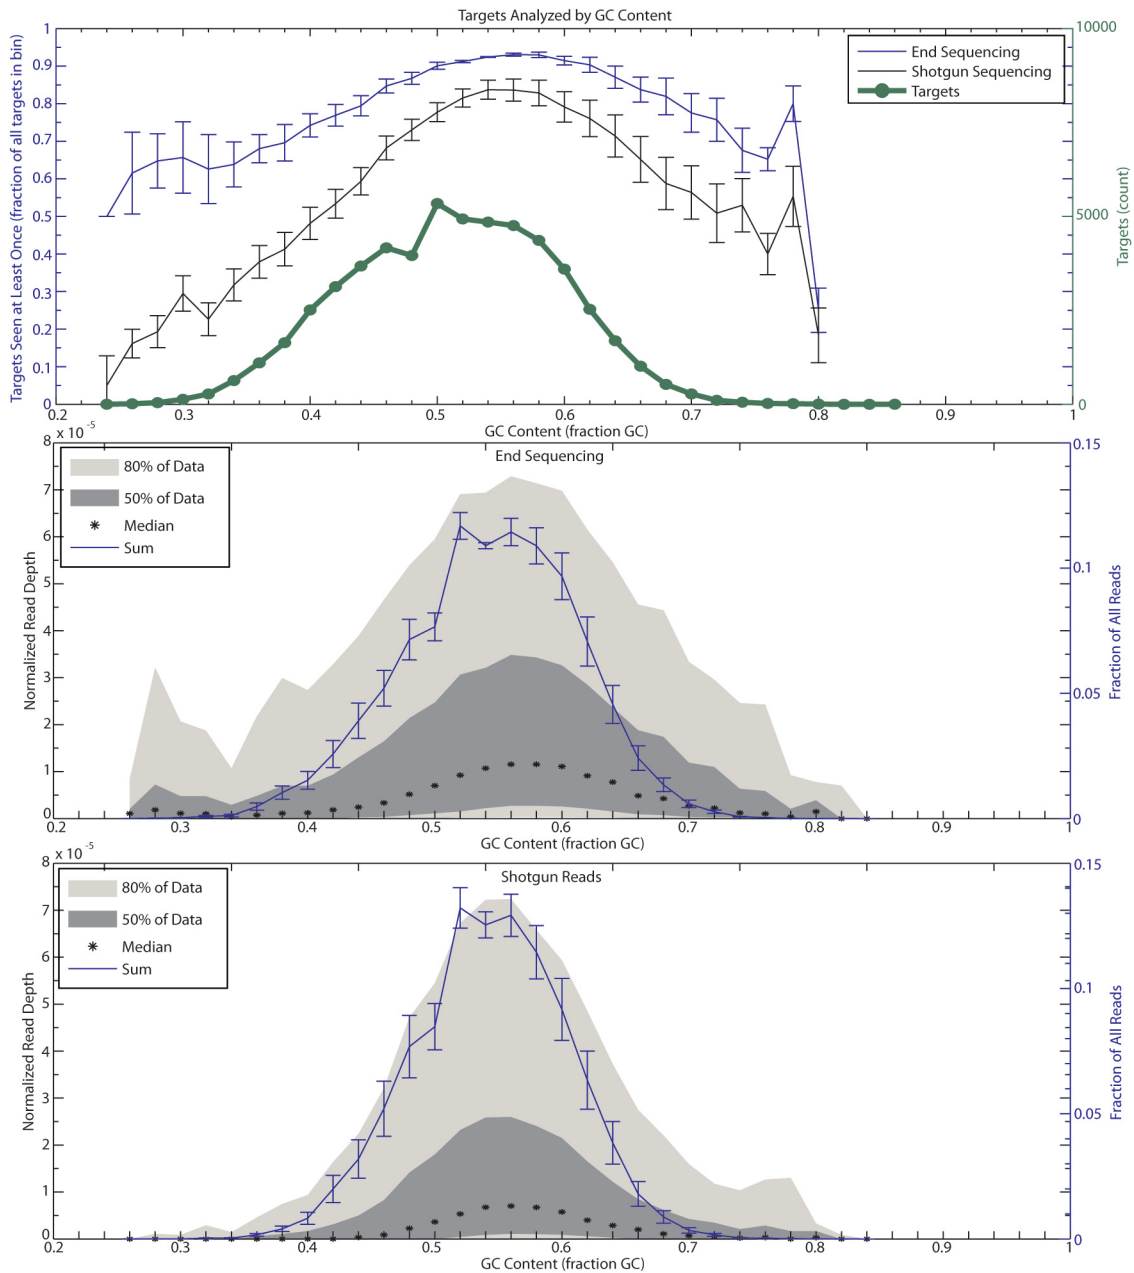 Targets Analyzed by GC Content
Targets Seen at Least Once (fraction of all targets in bin)
1
0.9
0.8
0.7
0.6
0.5
0.4
0.3
0.2
0.1
0
End Sequencing
Shotgun Sequencing
Targets
10000
5000
0
Targets (count)
0.2 0.3 0.4 0.5 0.6 0.7 0.8 0.9 1
GC Content (fraction GC)
8 x 10 -5
End Sequencing
80% of Data
50% of Data
Median
Sum
Normalized Read Depth
7
6
5
4
3
2
1
0
0.15
0.1
0.05
0
Fraction of All Reads
0.2 0.3 0.4 0.5 0.6 0.7 0.8 0.9 1
GC Content (fraction GC)
8 x 10 -5
Shotgun Reads
80% of Data
50% of Data
Median
Sum
Normalized Read Depth
7
6
5
4
3
2
1
0
0.15
0.1
0.05
0
Fraction of All Reads
0.2 0.3 0.4 0.5 0.6 0.7 0.8 0.9 1
GC Content (fraction GC)